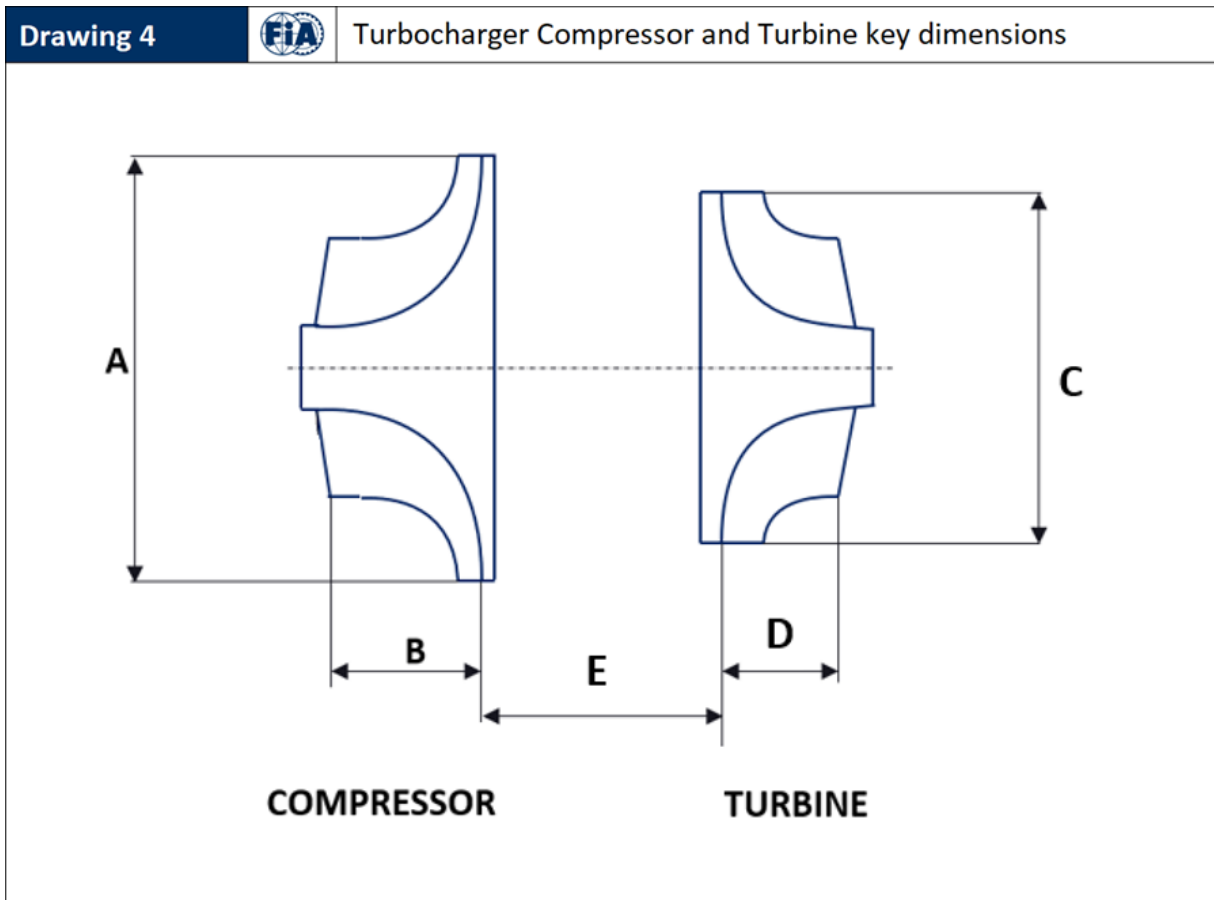 Drawing 4
FiA
Turbocharger Compressor and Turbine key dimensions
A
C
B
E
D
COMPRESSOR
TURBINE